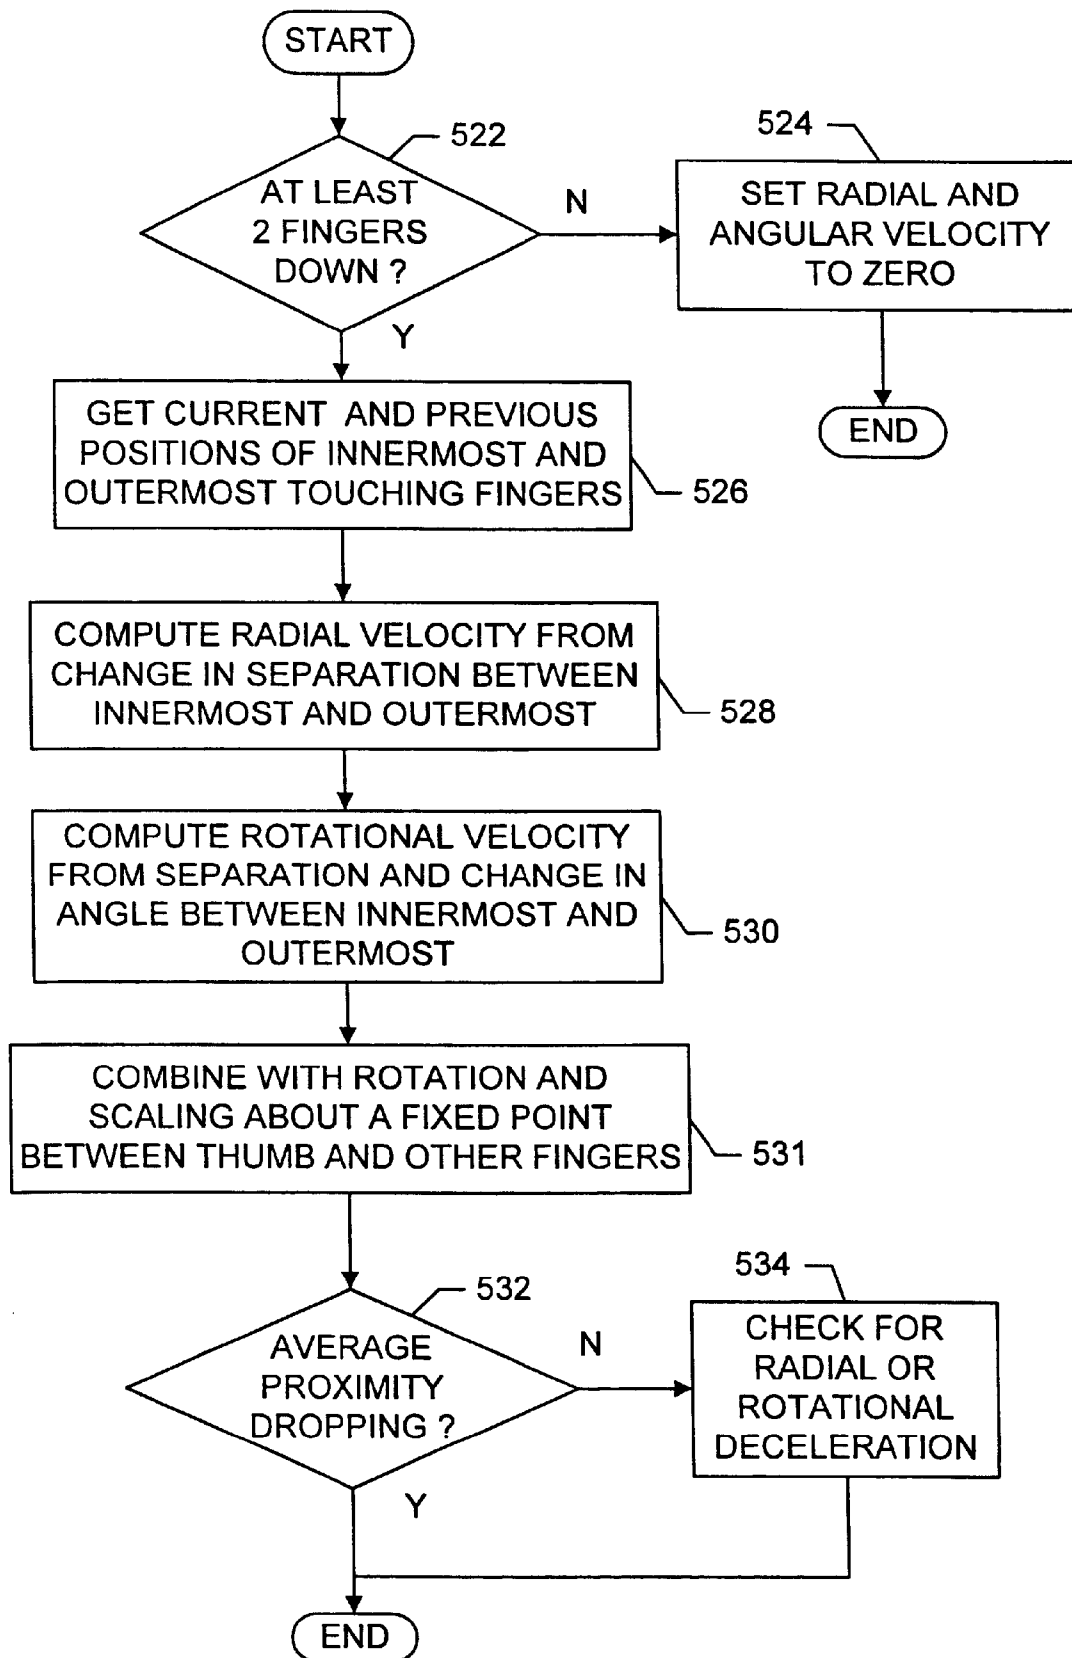 START
522
AT LEAST
2 FINGERS
DOWN ?
N
Y
524
SET RADIAL AND
ANGULAR VELOCITY
TO ZERO
END
GET CURRENT AND PREVIOUS
POSITIONS OF INNERMOST AND
OUTERMOST TOUCHING FINGERS
526
COMPUTE RADIAL VELOCITY FROM
CHANGE IN SEPARATION BETWEEN
INNERMOST AND OUTERMOST
528
COMPUTE ROTATIONAL VELOCITY
FROM SEPARATION AND CHANGE IN
ANGLE BETWEEN INNERMOST AND
OUTERMOST
530
COMBINE WITH ROTATION AND
SCALING ABOUT A FIXED POINT
BETWEEN THUMB AND OTHER FINGERS
531
532
AVERAGE
PROXIMITY
DROPPING ?
N
Y
534
CHECK FOR
RADIAL OR
ROTATIONAL
DECELERATION
END